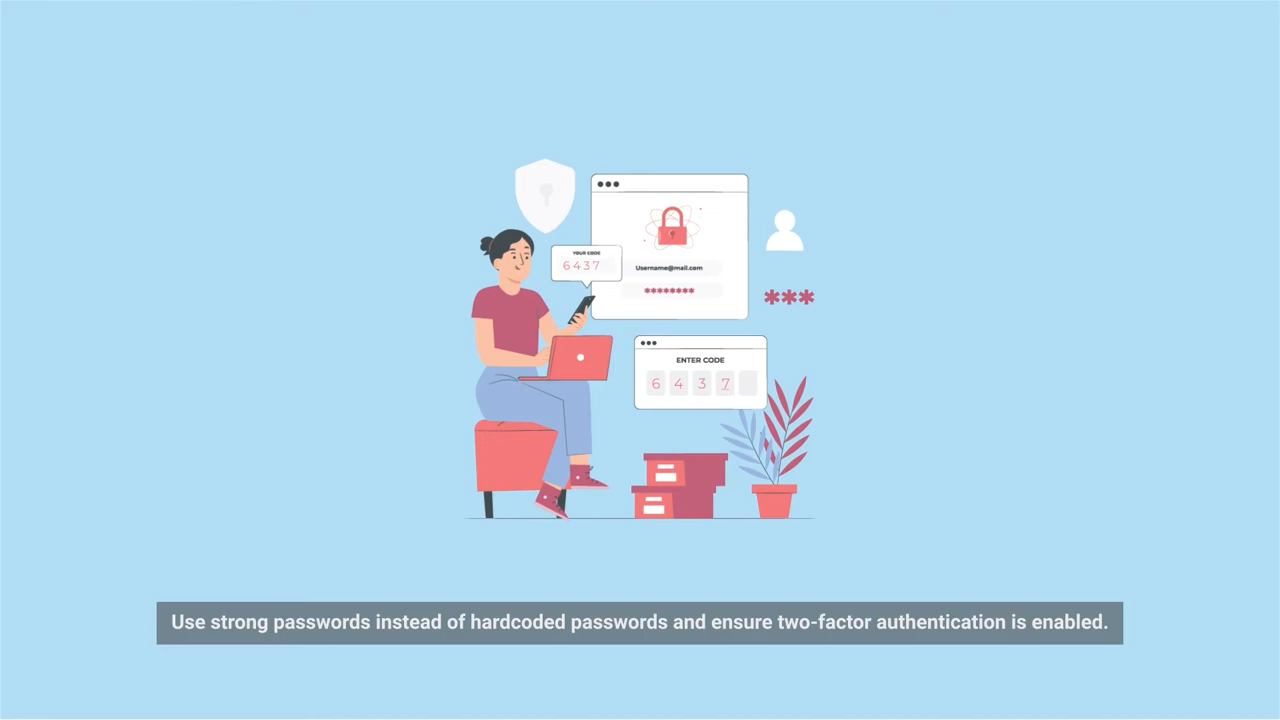 YOUR CODE
6437
Username@mail.com
********
***
ENTER CODE
6 4 3 7
Use strong passwords instead of hardcoded passwords and ensure two-factor authentication is enabled.